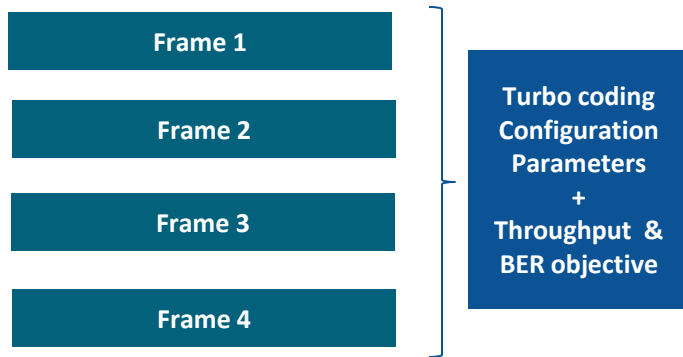 Frame 1
Frame 2
Frame 3
Frame 4
Turbo coding
Configuration
Parameters
+
Throughput &
BER objective